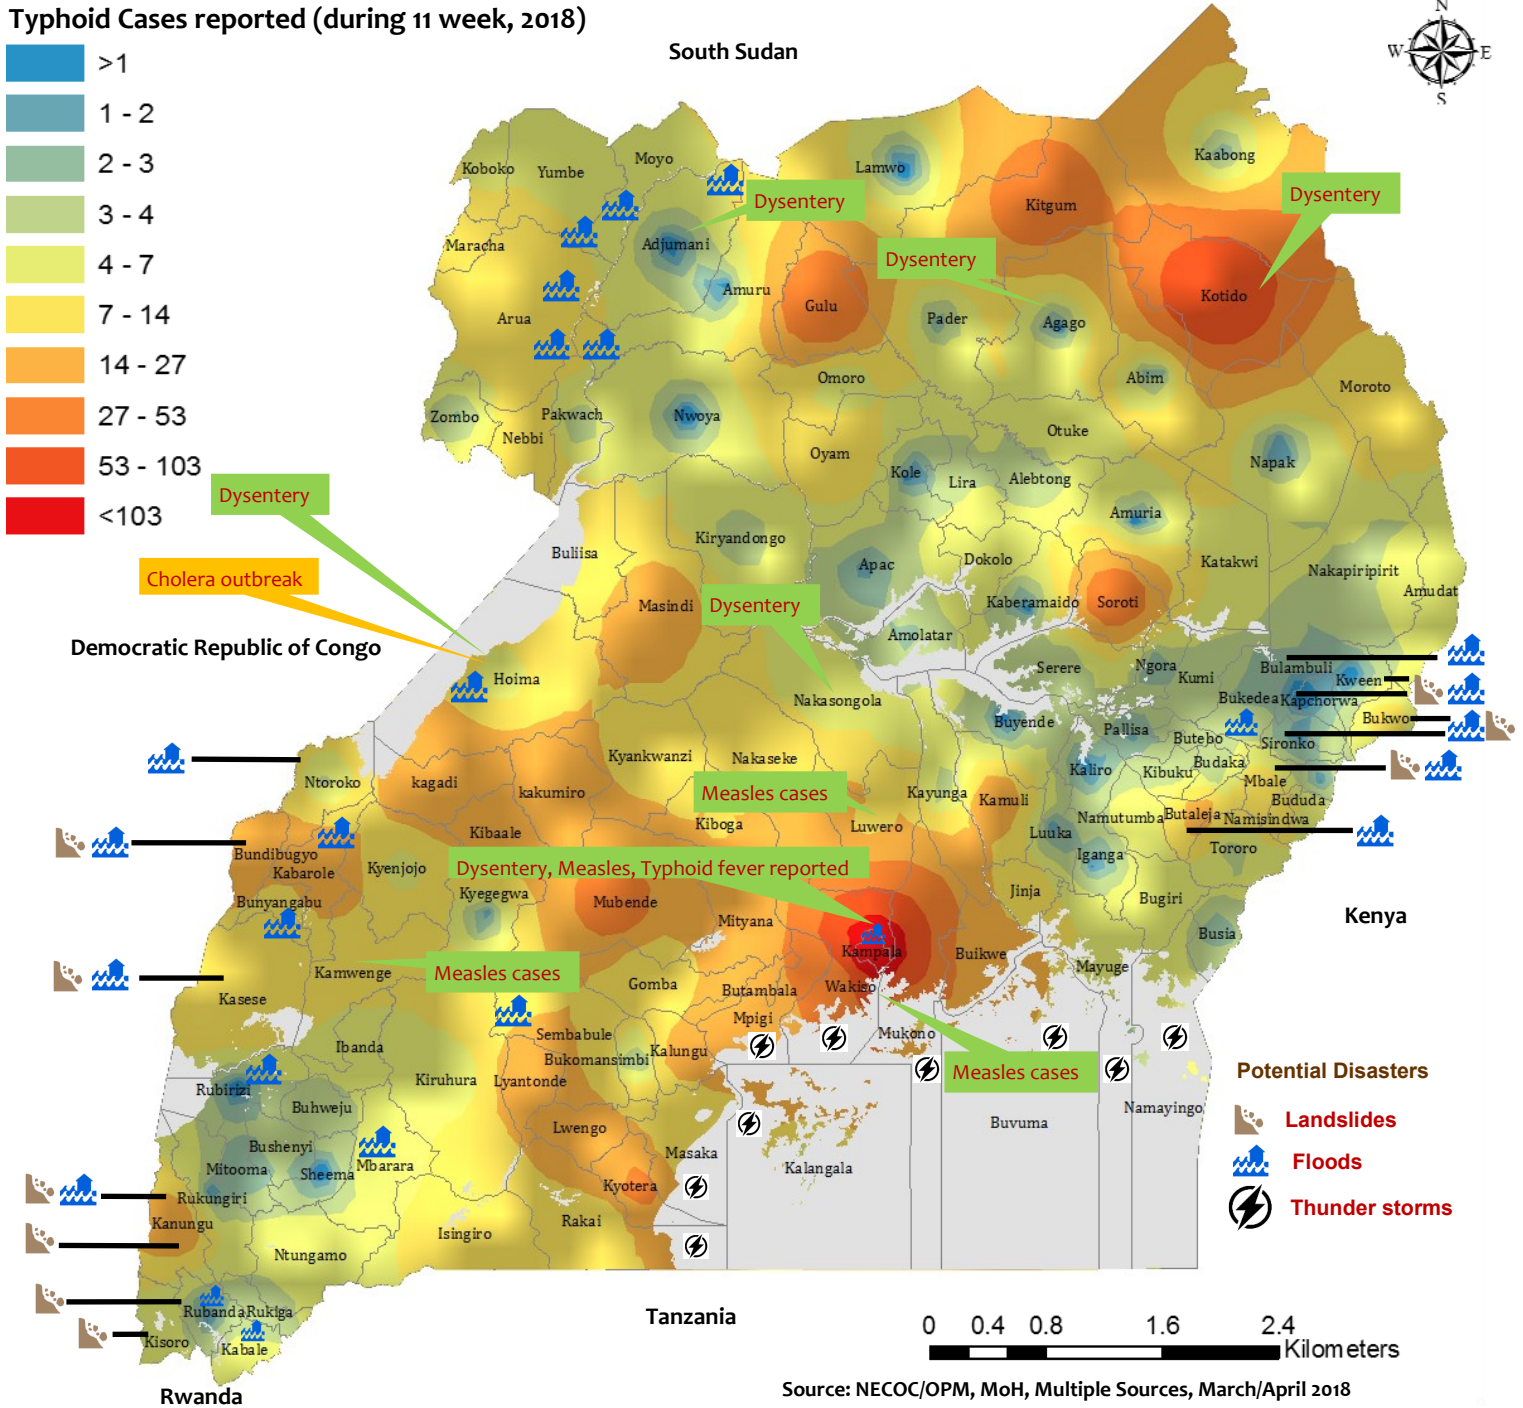 Typhoid Cases reported (during 11 week, 2018)
>1
1 - 2
2 - 3
3 - 4
4 - 7
7 - 14
14 - 27
27 - 53
53 - 103
<103
N
W
E
S
South Sudan
Democratic Republic of Congo
Kenya
Tanzania
Rwanda
Koboko
Yumbe
Moyo
Lamwo
Kaabong
Dysentery
Dysentery
Kitgum
Maracha
Adjumani
Dysentery
Amuru
Gulu
Kotido
Arua
Pader
Agago
Omoro
Abim
Moroto
Zombo
Pakwach
Nwoya
Nebbi
Otuke
Oyam
Napak
Kole
Lira
Alebtong
Dysentery
Amuria
Kiryandongo
Buliisa
Dokolo
Katakwi
Apac
Nakapiripirit
Cholera outbreak
Amudat
Masindi
Dysentery
Kaberamaido
Soroti
Amolatar
Hoima
Serere
Ngora
Kumi
Bulambuli
Kween
Nakasongola
Bukedea
Kapchorwa
Buyende
Pallisa
Bukwo
Butebo
Sironko
Kyankwanzi
Nakaseke
Kaliro
Kibuku
Budaka
Mbale
Ntoroko
kagadi
kakumiro
Measles cases
Kayunga
Kamuli
Bududa
Kibaale
Kiboga
Luwero
Luuka
Namutumba
Butaleja
Namisindwa
Bundibugyo
Kabarole
Kyenjojo
Dysentery, Measles, Typhoid fever reported
Iganga
Tororo
Bunyangabu
Kyegegwa
Mubende
Jinja
Bugiri
Mityana
Kampala
Buikwe
Busia
Kamwenge
Measles cases
Mayuge
Kasese
Gomba
Butambala
Wakiso
Mpigi
Mukono
Ibanda
Sembabule
Bukomansimbi
Kalungu
Measles cases
Rubirizi
Kiruhura
Lyantonde
Buhweju
Namayingo
Buvuma
Lwengo
Bushenyi
Masaka
Mitooma
Sheema
Mbarara
Kalangala
Rukungiri
Kyotera
Kanungu
Rakai
Isingiro
Ntungamo
Rubanda
Rukiga
Kisoro
Kabale
Potential Disasters
Landslides
Floods
Thunder storms
0 0.4 0.8 1.6 2.4
Kilometers
Source: NECOC/OPM, MoH, Multiple Sources, March/April 2018